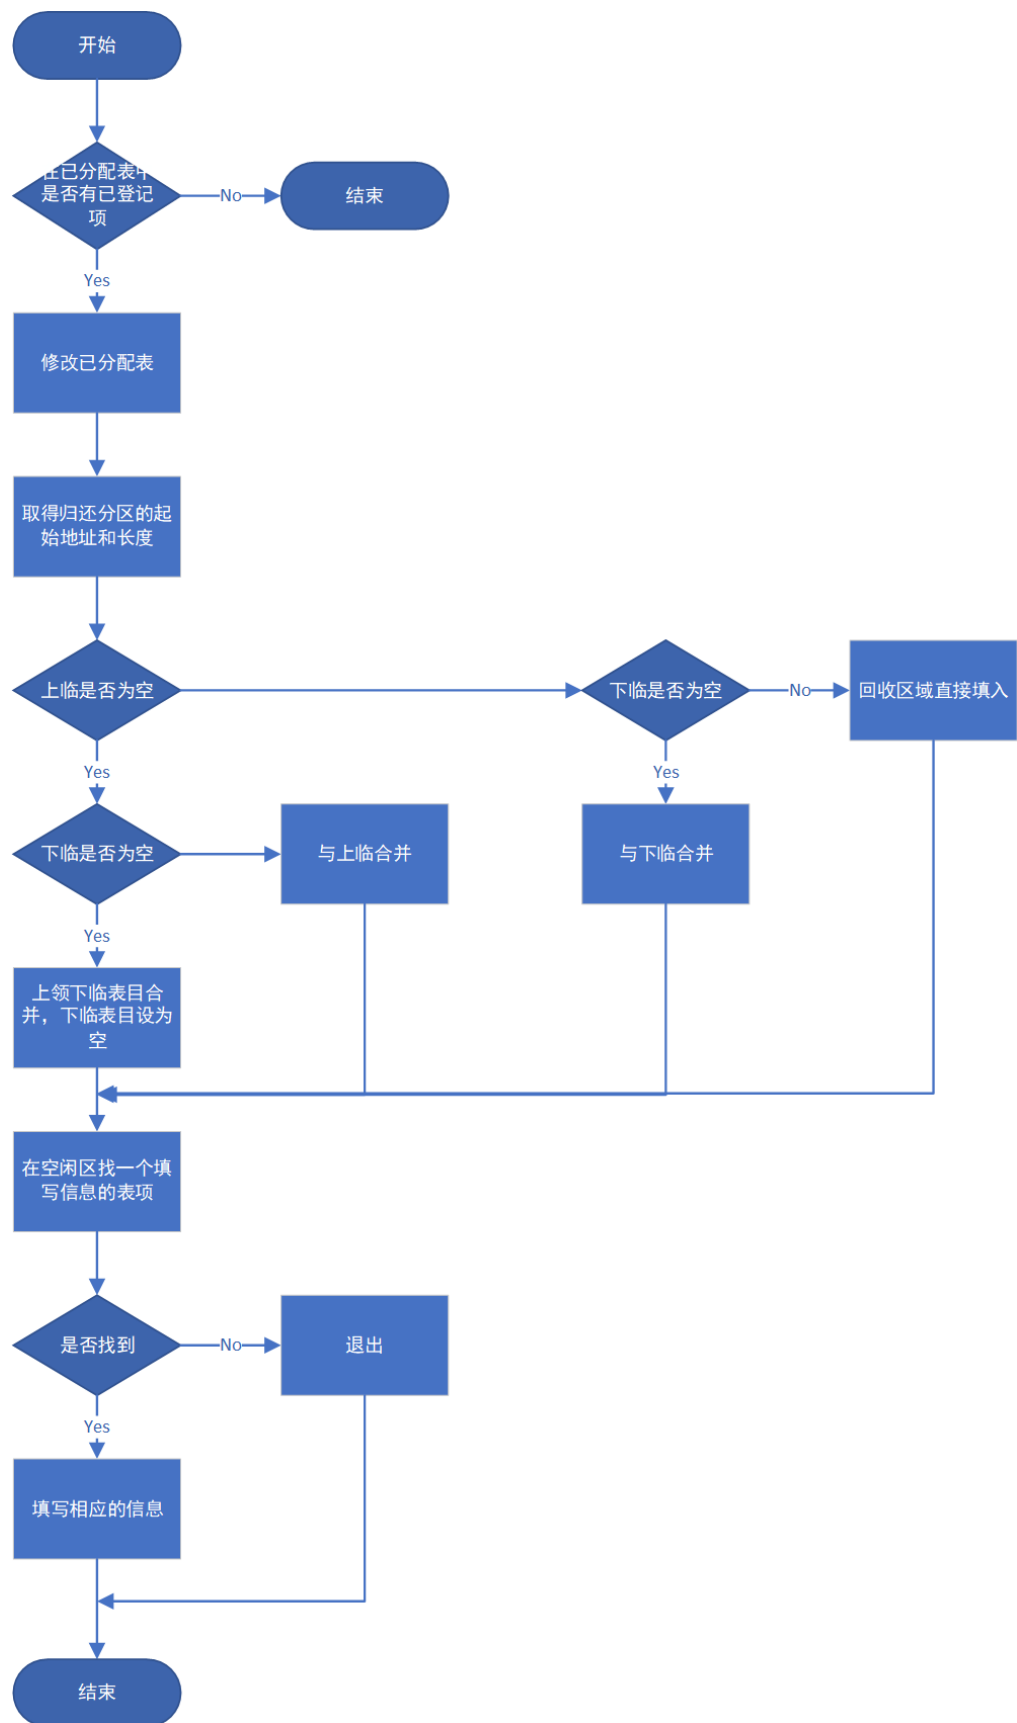 开始
在已分配表中
是否有已登记
项
No
结束
Yes
修改已分配表
取得归还分区的起
始地址和长度
上临是否为空
下临是否为空
No
回收区域直接填入
Yes
Yes
下临是否为空
与上临合并
与下临合并
Yes
上领下临表目合
并，下临表目设为
空
在空闲区找一个填
写信息的表项
是否找到
No
退出
Yes
填写相应的信息
结束